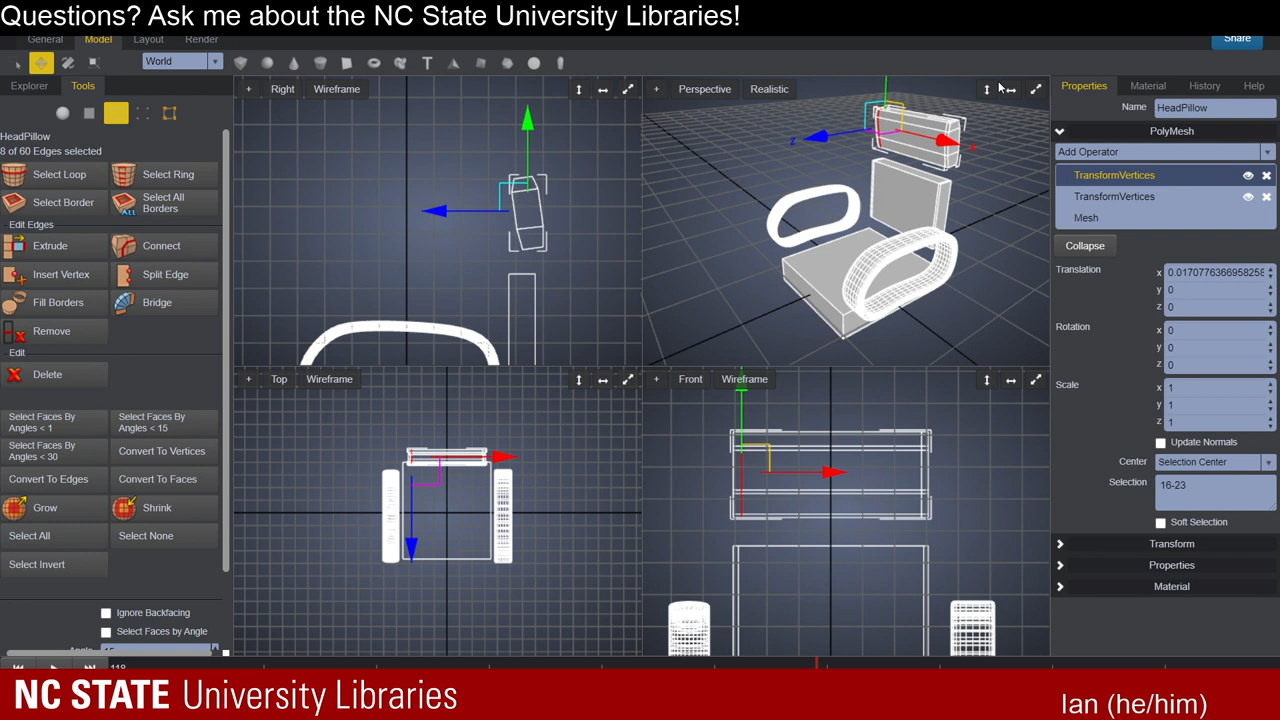 Questions? Ask me about the NC State University Libraries!
General Model Layout Render Share
World
Explorer Tools
HeadPillow
8 of 60 Edges selected
Select Loop Select Ring
Select Border Select All Borders
Edit Edges
Extrude Connect
Insert Vertex Split Edge
Fill Borders Bridge
Remove
Edit
Delete
Select Faces By Angles < 1 Select Faces By Angles < 15
Select Faces By Angles < 30 Convert To Vertices
Convert To Edges Convert To Faces
Grow Shrink
Select All Select None
Select Invert
Ignore Backfacing
Select Faces by Angle
+ Right Wireframe
+ Perspective Realistic
z
x
+ Top Wireframe
+ Front Wireframe
Properties Material History Help
Name HeadPillow
PolyMesh
Add Operator
TransformVertices
TransformVertices
Mesh
Collapse
Translation x 0.0170776366958258
y 0
z 0
Rotation x 0
y 0
z 0
Scale x 1
y 1
z 1
Update Normals
Center Selection Center
Selection 16-23
Soft Selection
Transform
Properties
Material
118
NC STATE University Libraries
Ian (he/him)